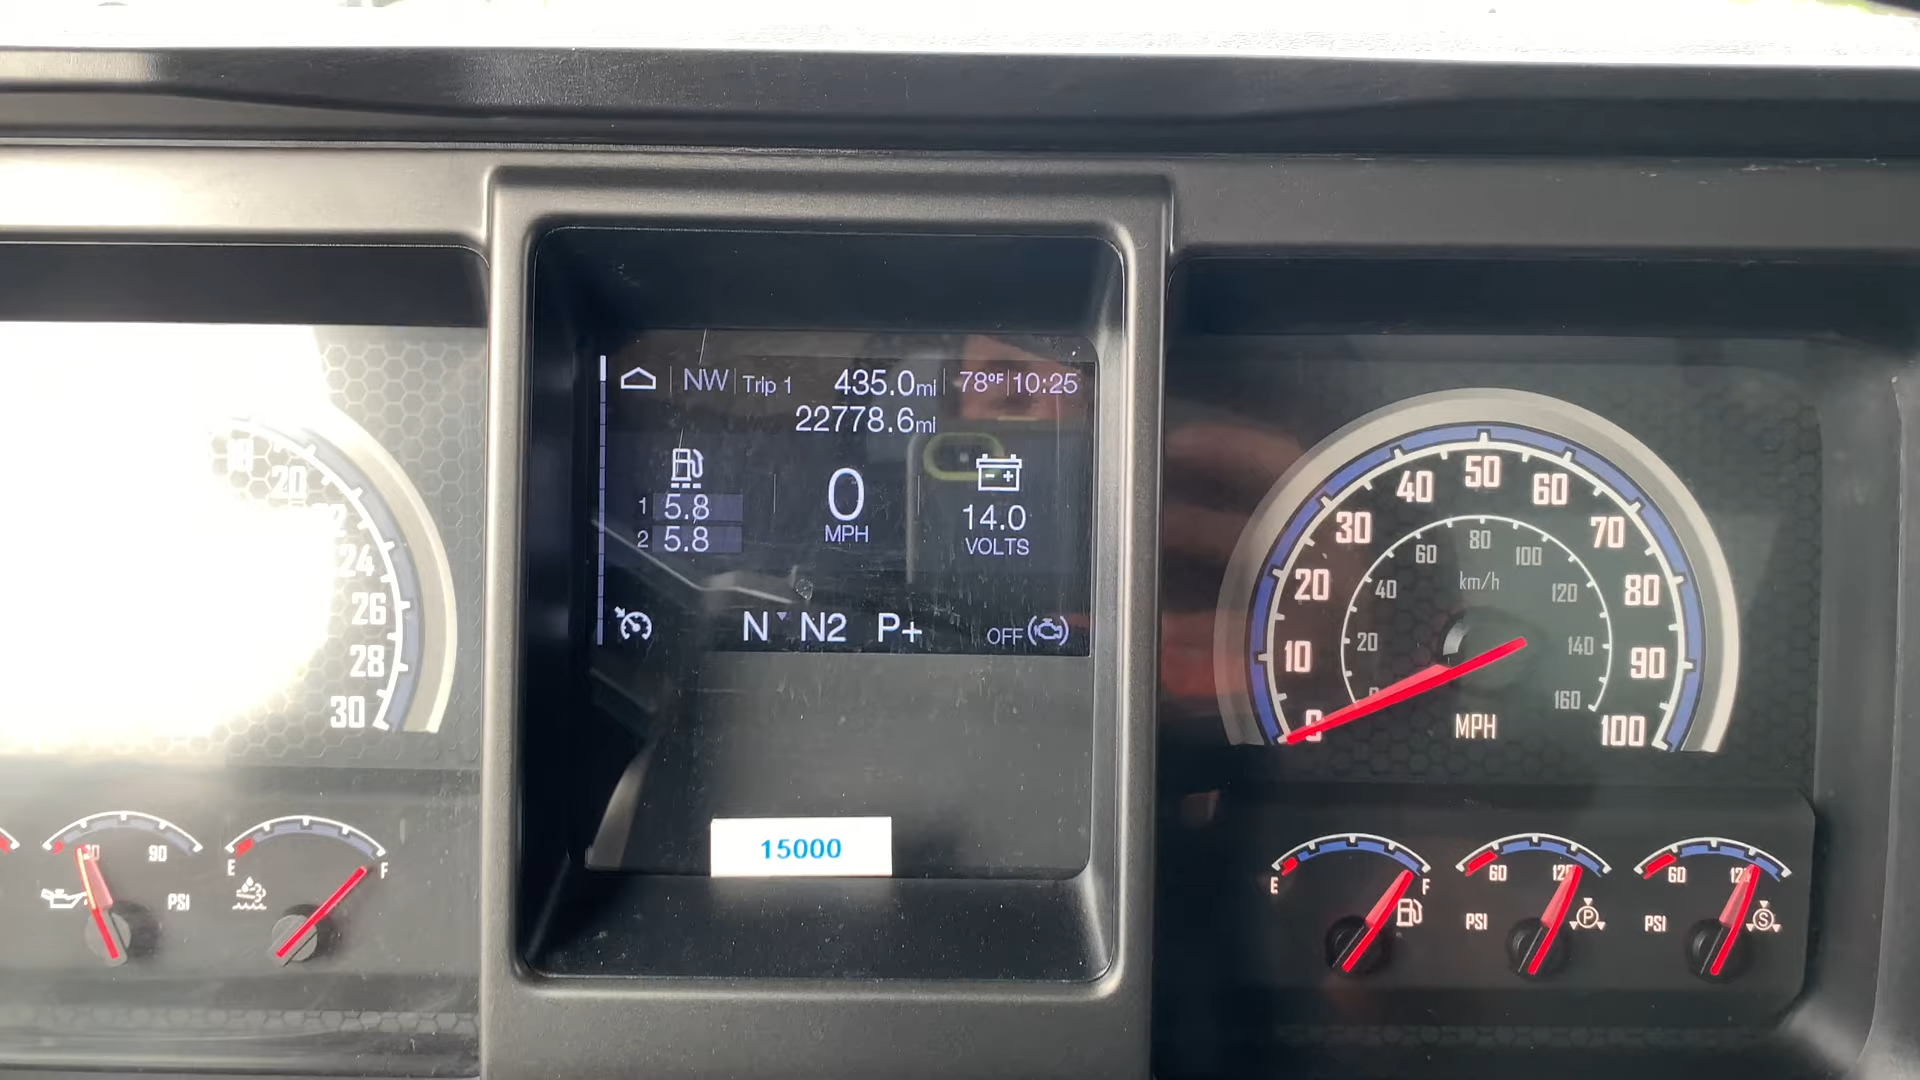 NW Trip 1 435.0mi 78°F 10:25
22778.6mi
1 5.8
2 5.8
0
MPH
14.0
VOLTS
N N2 P+ OFF
15000
20
24
26
28
30
90
PSI
E F
0 10 20 30 40 50 60 70 80 90 100
20 40 60 80 100 120 140 160
km/h
MPH
E F
60
PSI
P
60
PSI
S